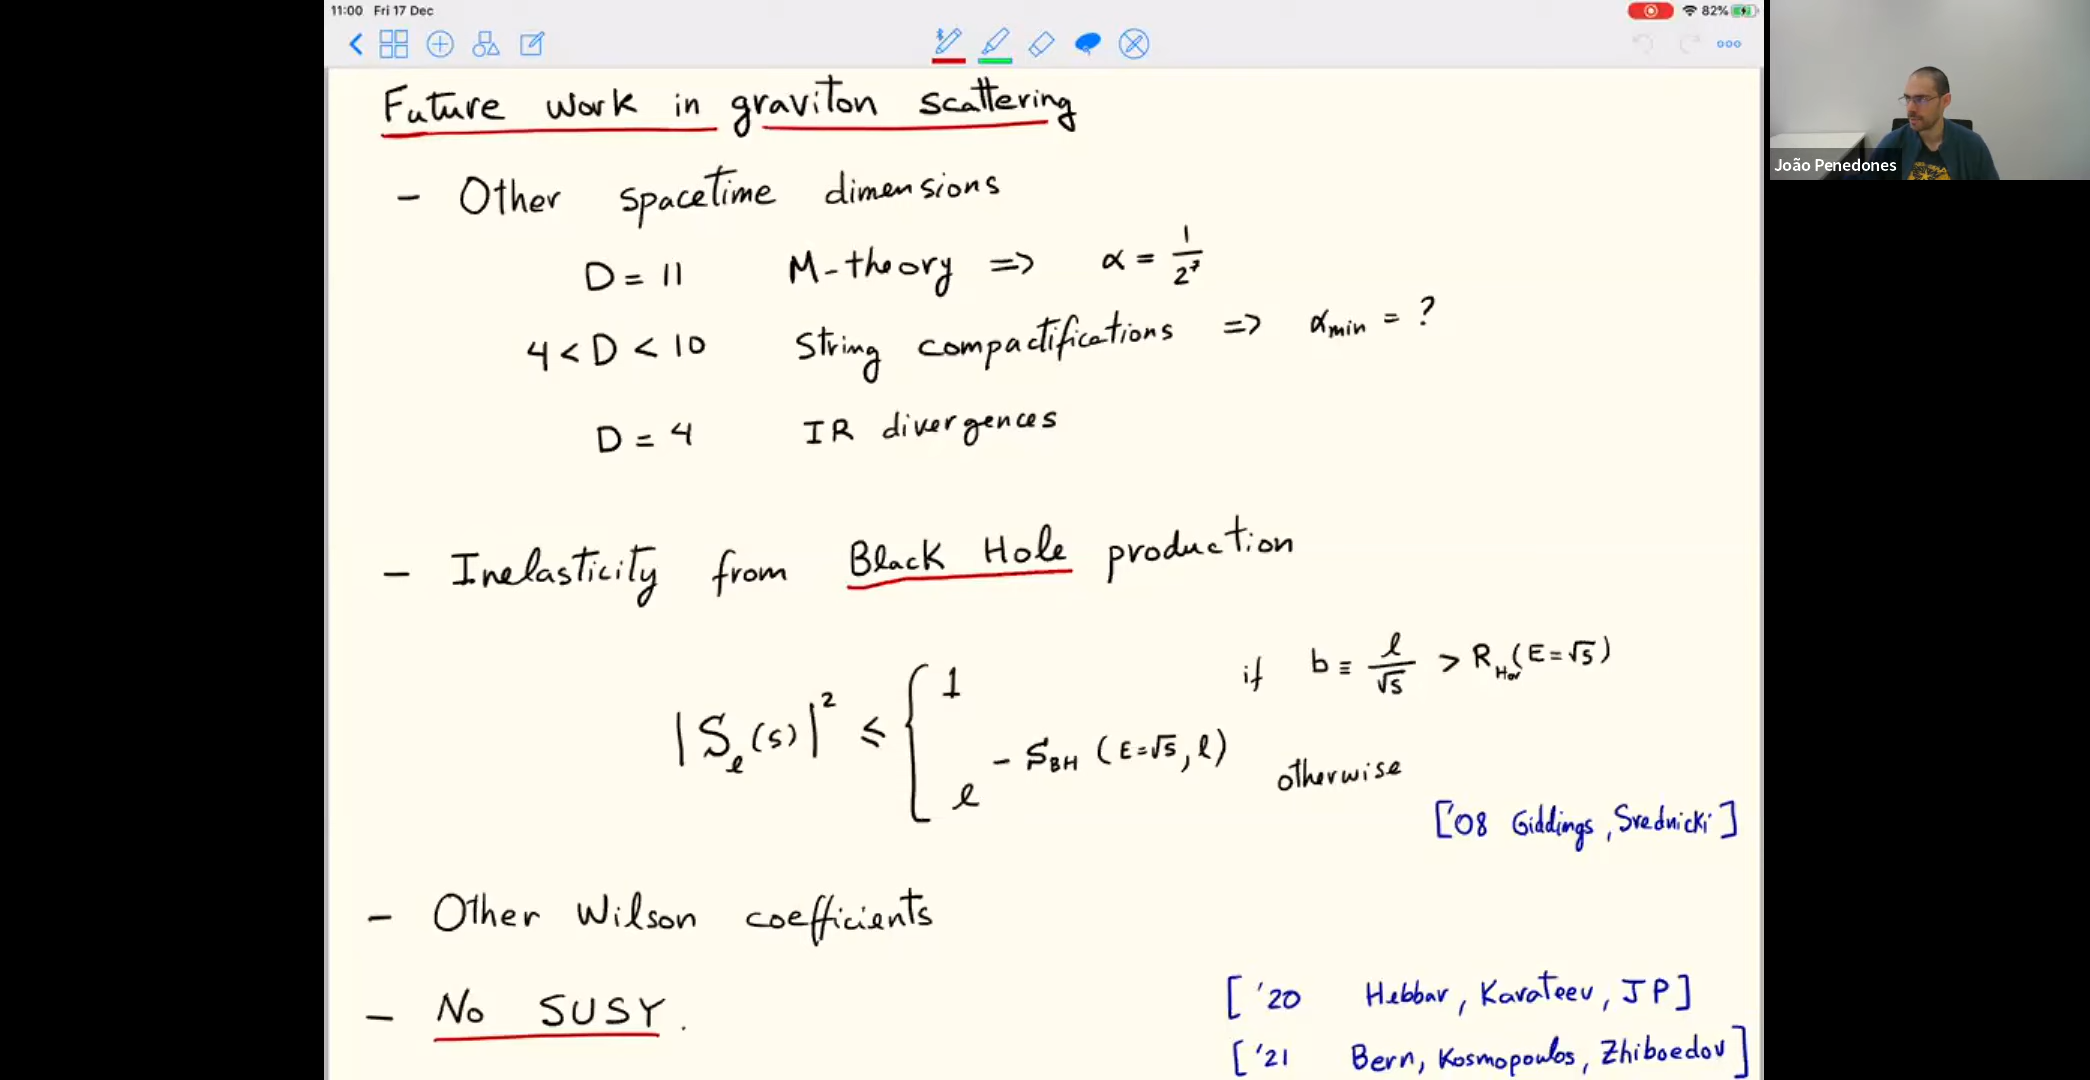 11:00 Fri 17 Dec
82%
Future work in graviton scattering
João Penedones
- Other spacetime dimensions
D = 11 M-theory => α = 1/2⁷
4 < D < 10 String compactifications => αmin = ?
D = 4 IR divergences
- Inelasticity from Black Hole production
|S_ℓ(s)|² ⩽ { 1 if b ≡ ℓ/√s > R_Hor(E=√s)
e^{- S_BH (E=√s, ℓ)} otherwise
['08 Giddings, Srednicki]
- Other Wilson coefficients
- No SUSY.
['20 Hebbar, Karateev, JP]
['21 Bern, Kosmopoulos, Zhiboedov]